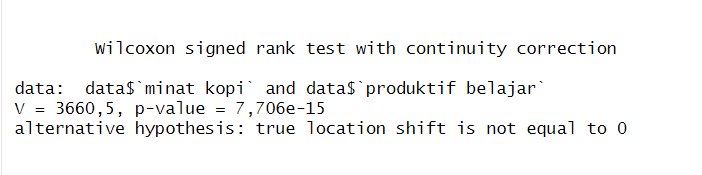 Wilcoxon signed rank test with continuity correction
data:  data$`minat kopi` and data$`produktif belajar`
V = 3660,5, p-value = 7,706e-15
alternative hypothesis: true location shift is not equal to 0